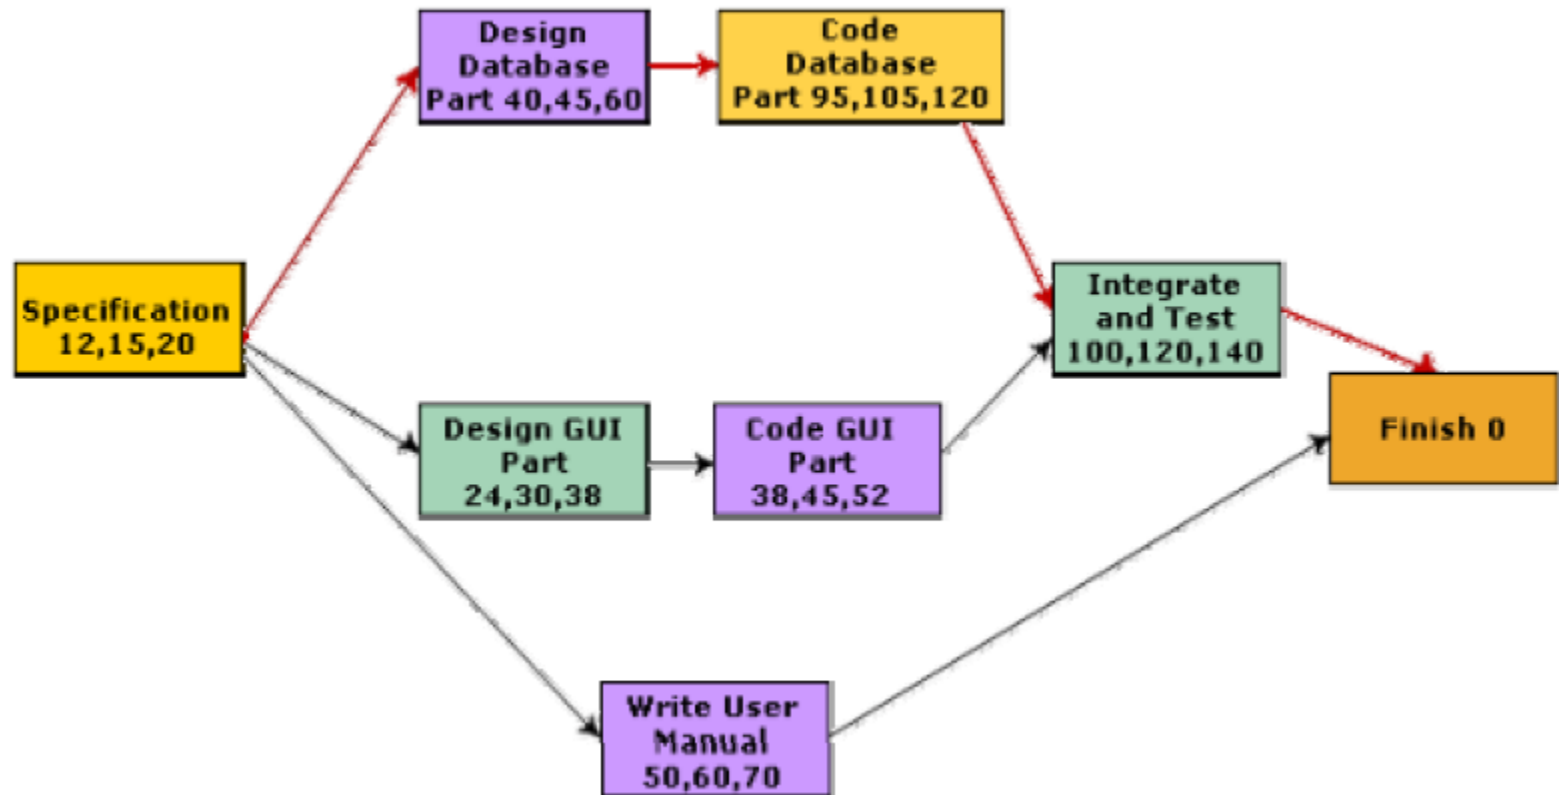 Design
Database
Part 40,45,60
Code
Database
Part 95,105,120
Specification
12,15,20
Integrate
and Test
100,120,140
Design GUI
Part
24,30,38
Code GUI
Part
38,45,52
Finish 0
Write User
Manual
50,60,70